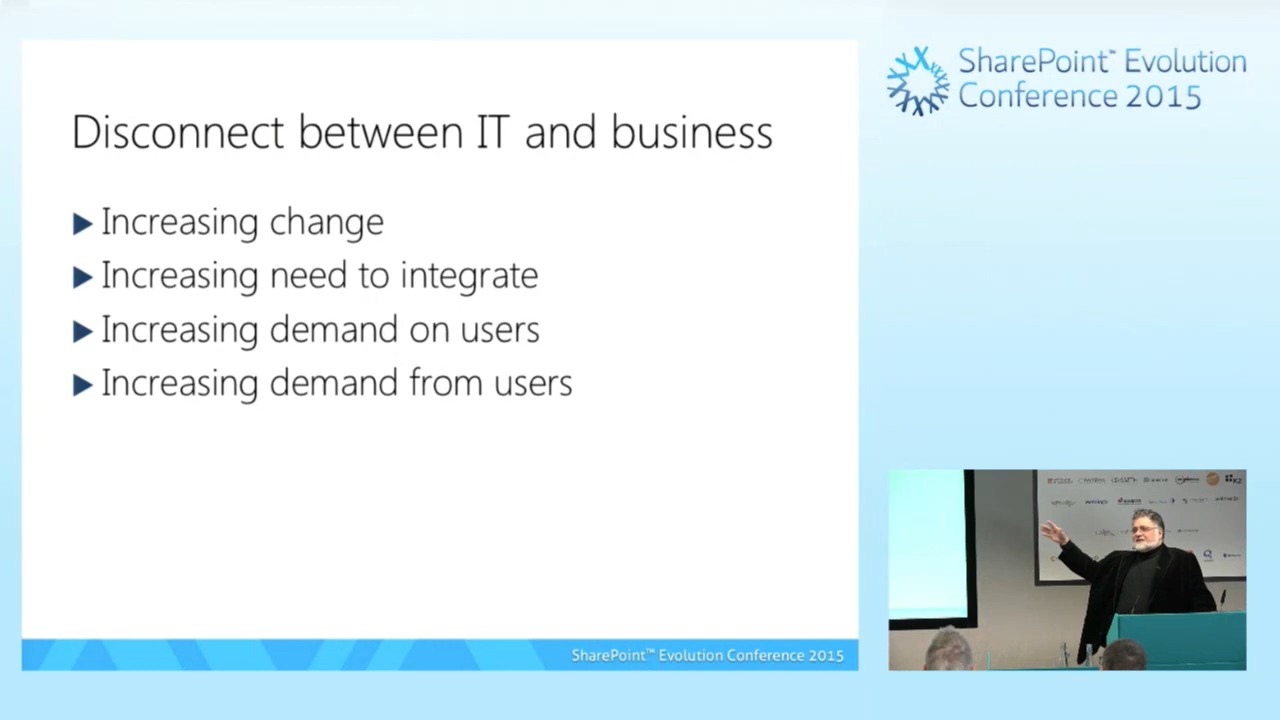 Disconnect between IT and business
▶ Increasing change
▶ Increasing need to integrate
▶ Increasing demand on users
▶ Increasing demand from users
SharePoint™ Evolution Conference 2015
SharePoint™ Evolution
Conference 2015